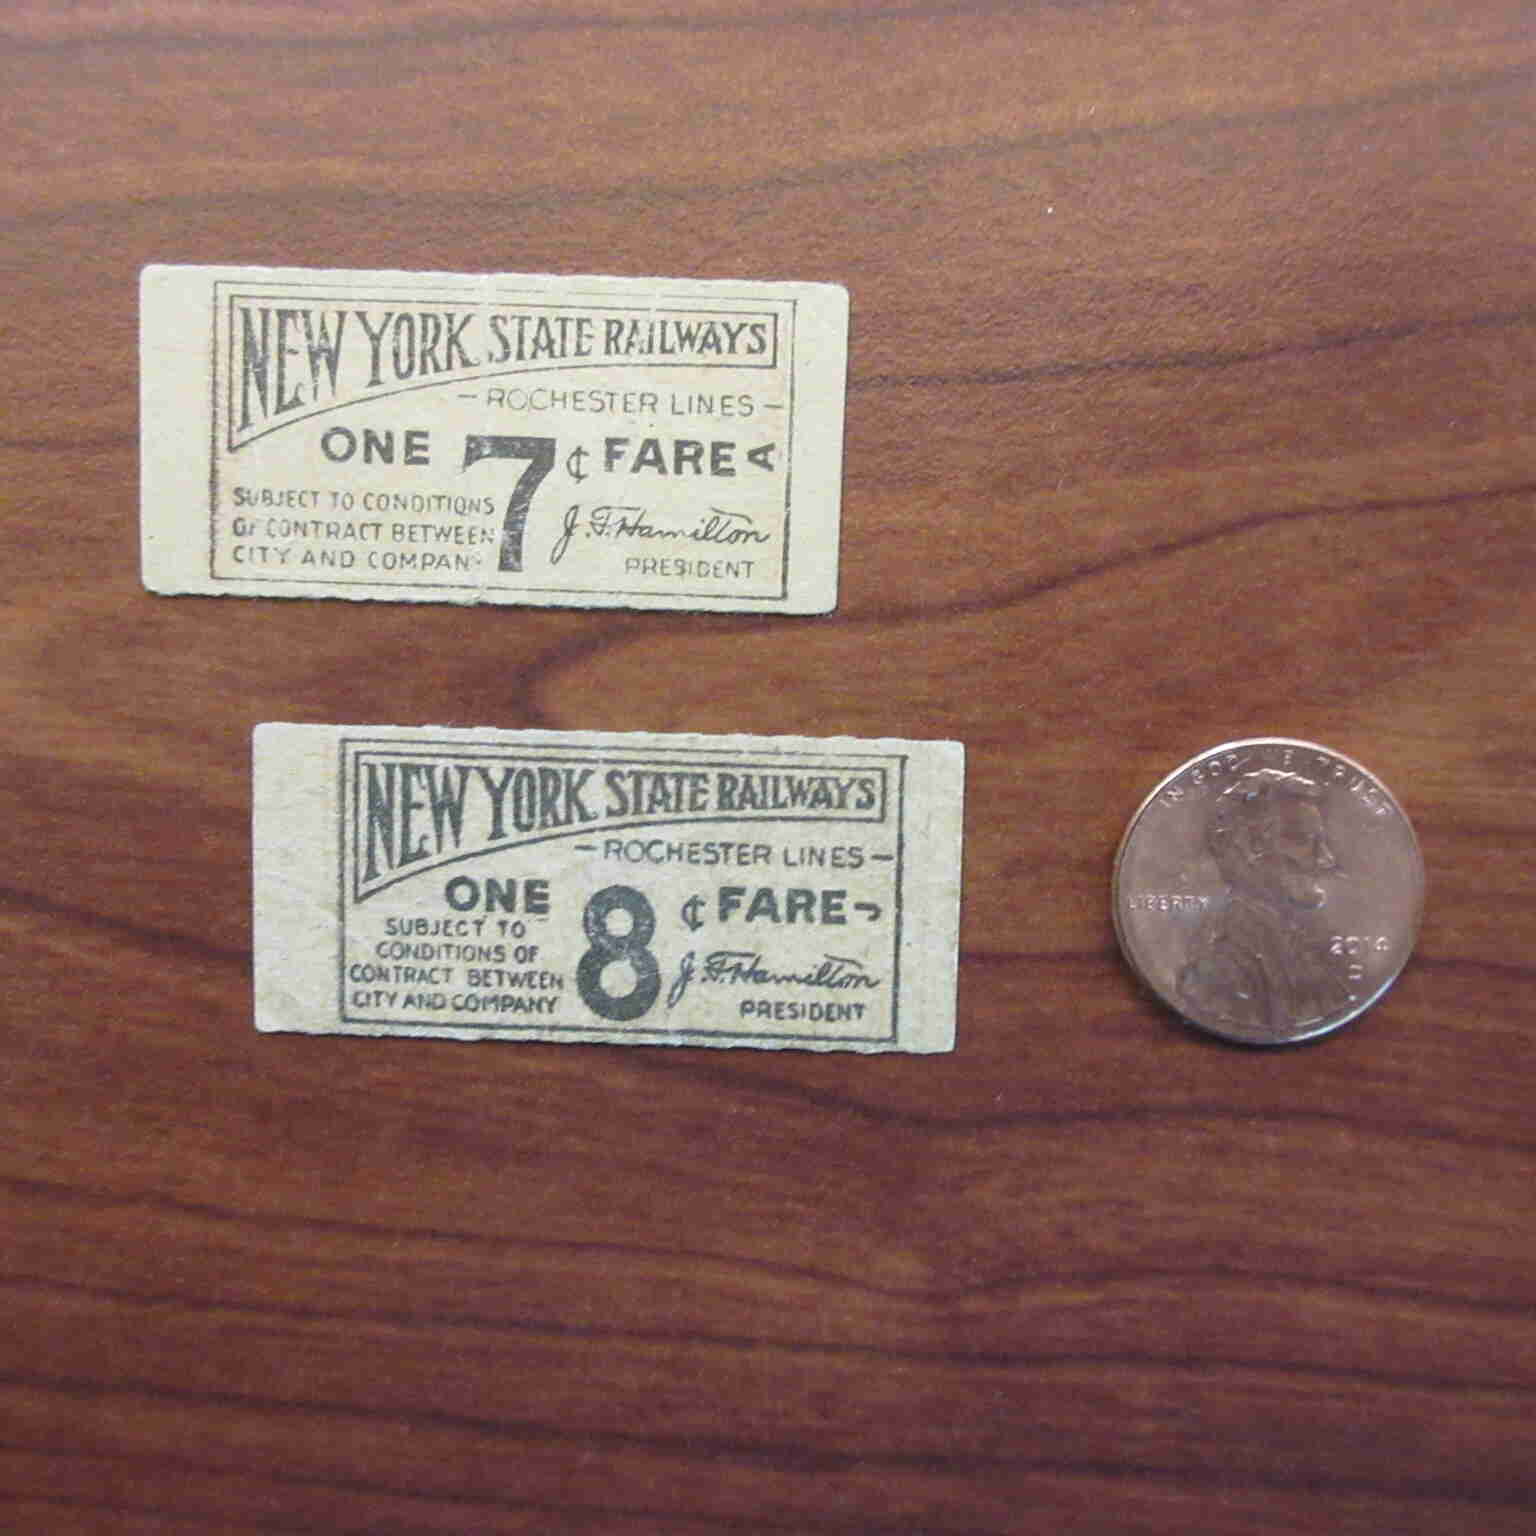 NEW YORK STATE RAILWAYS
- ROCHESTER LINES -
ONE 7 ¢ FARE A
SUBJECT TO CONDITIONS
OF CONTRACT BETWEEN
CITY AND COMPANY
J. F. Hamilton
PRESIDENT
NEW YORK STATE RAILWAYS
- ROCHESTER LINES -
ONE 8 ¢ FARE J
SUBJECT TO
CONDITIONS OF
CONTRACT BETWEEN
CITY AND COMPANY
J. F. Hamilton
PRESIDENT
IN GOD WE TRUST
LIBERTY
2014
D